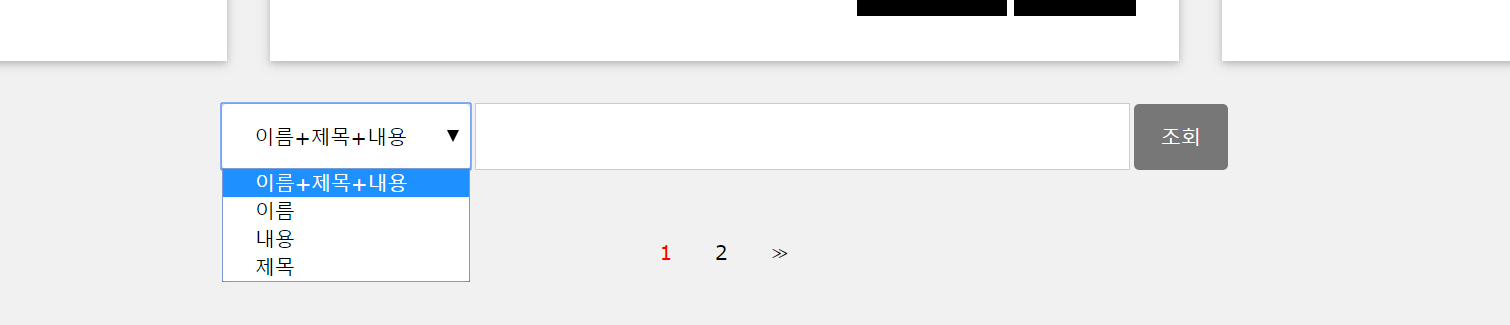 이름+제목+내용 ▼ 조회
이름+제목+내용
이름
내용
제목
1 2 ≫